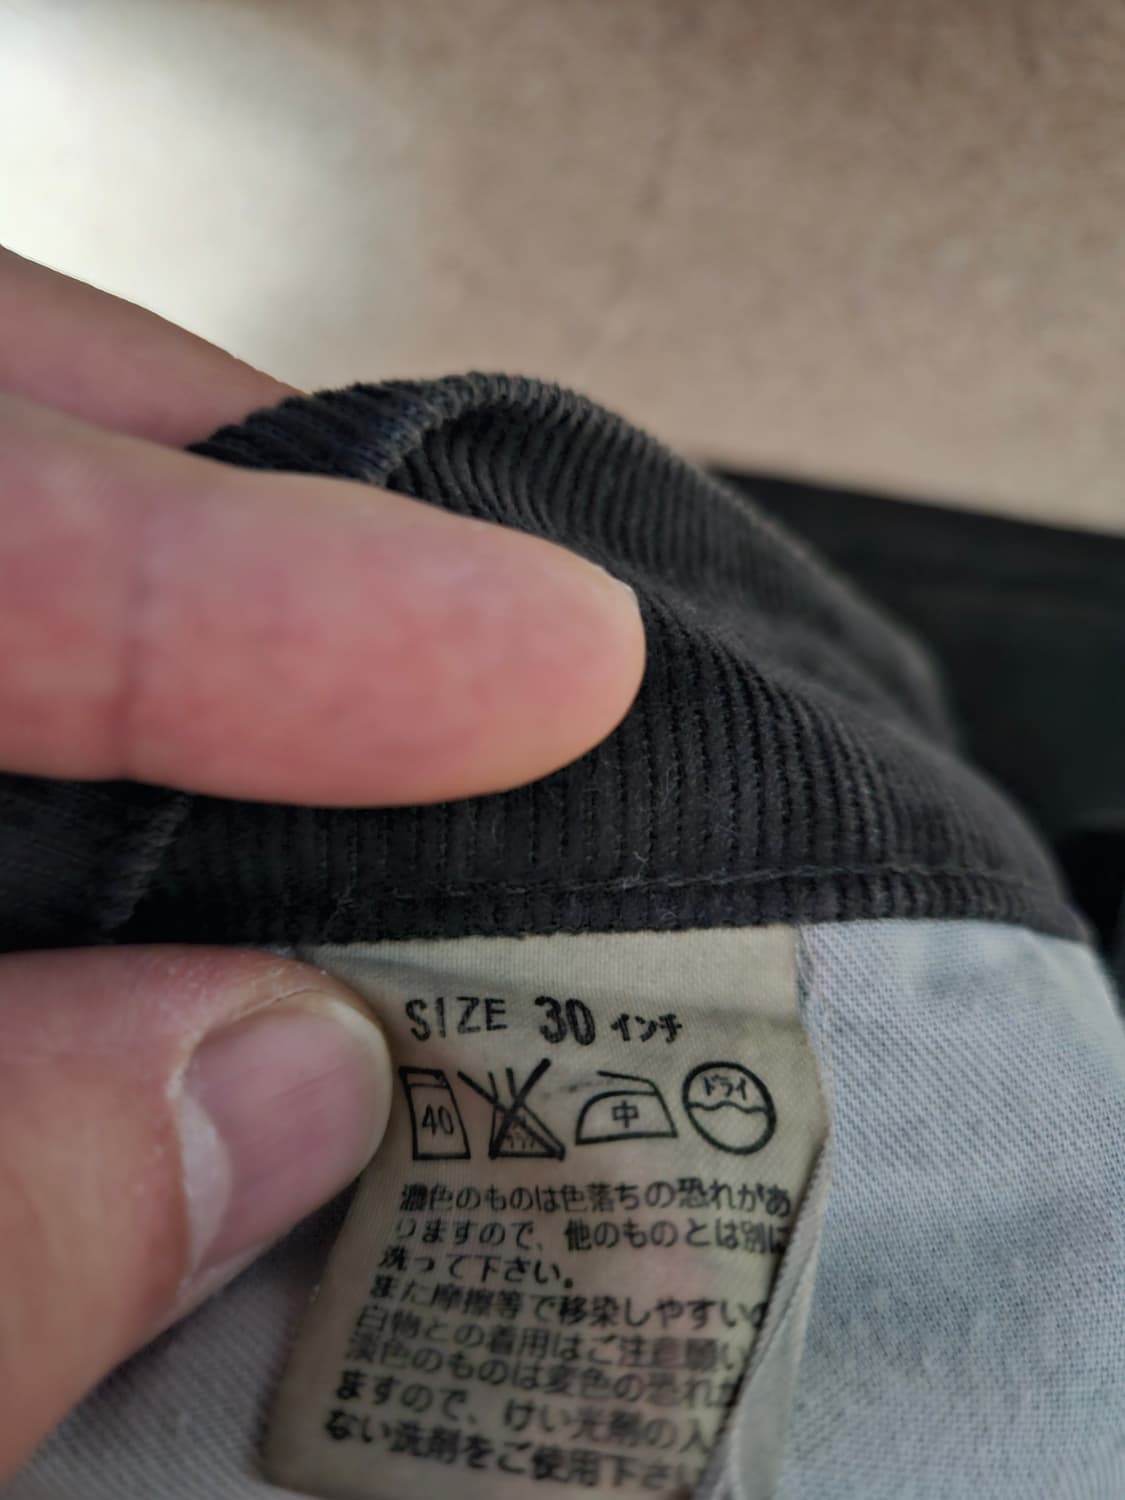 SIZE 30 インチ
40 中 ドライ
濃色のものは色落ちの恐れがあ
りますので、他のものとは別に
洗って下さい。
また摩擦等で移染しやすいの
白物との着用はご注意願い
淡色のものは変色の恐れが
ますので、けい光剤の入
ない洗剤をご使用下さい